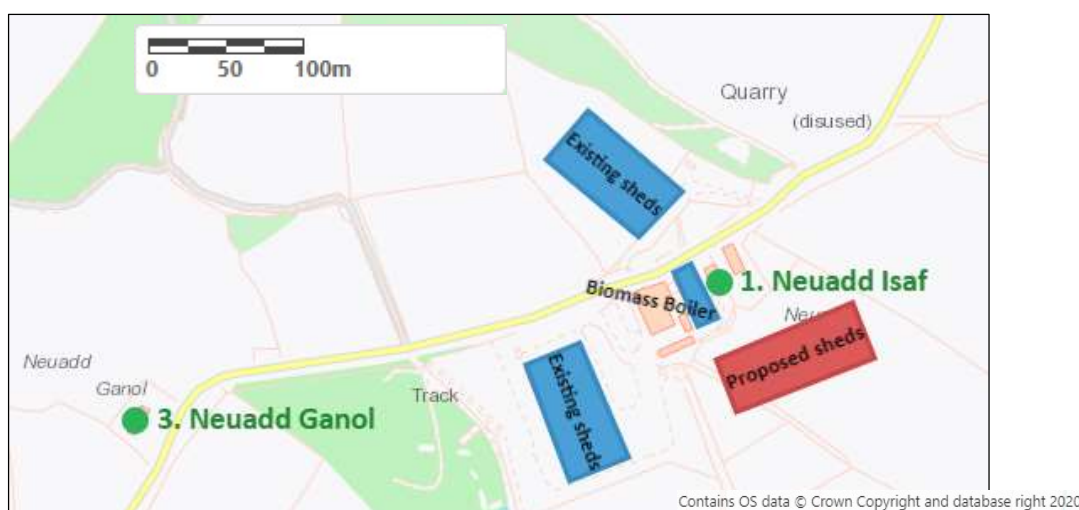 0 50 100m
Quarry
(disused)
Existing sheds
1. Neuadd Isaf
Biomass Boiler
Proposed sheds
Existing sheds
Neuadd
Ganol
Track
3. Neuadd Ganol
Contains OS data © Crown Copyright and database right 2020